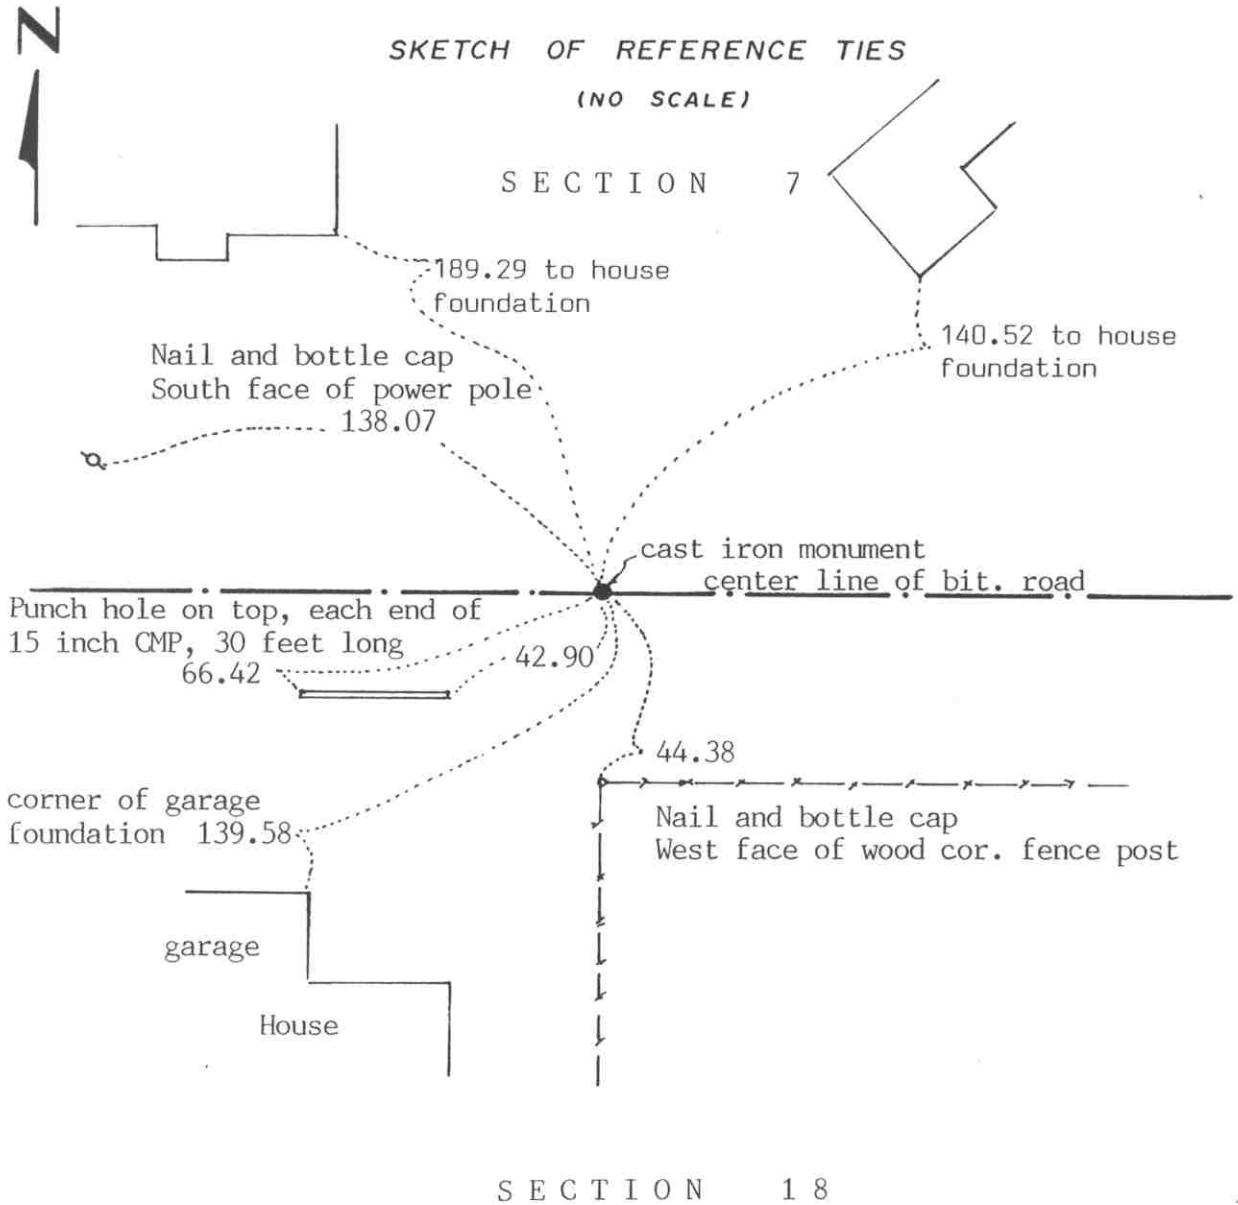 N
SKETCH OF REFERENCE TIES
(NO SCALE)
SECTION 7
189.29 to house
foundation
140.52 to house
foundation
Nail and bottle cap
South face of power pole
138.07
cast iron monument
center line of bit. road
Punch hole on top, each end of
15 inch CMP, 30 feet long
66.42
42.90
44.38
corner of garage
foundation 139.58
Nail and bottle cap
West face of wood cor. fence post
garage
House
SECTION 18